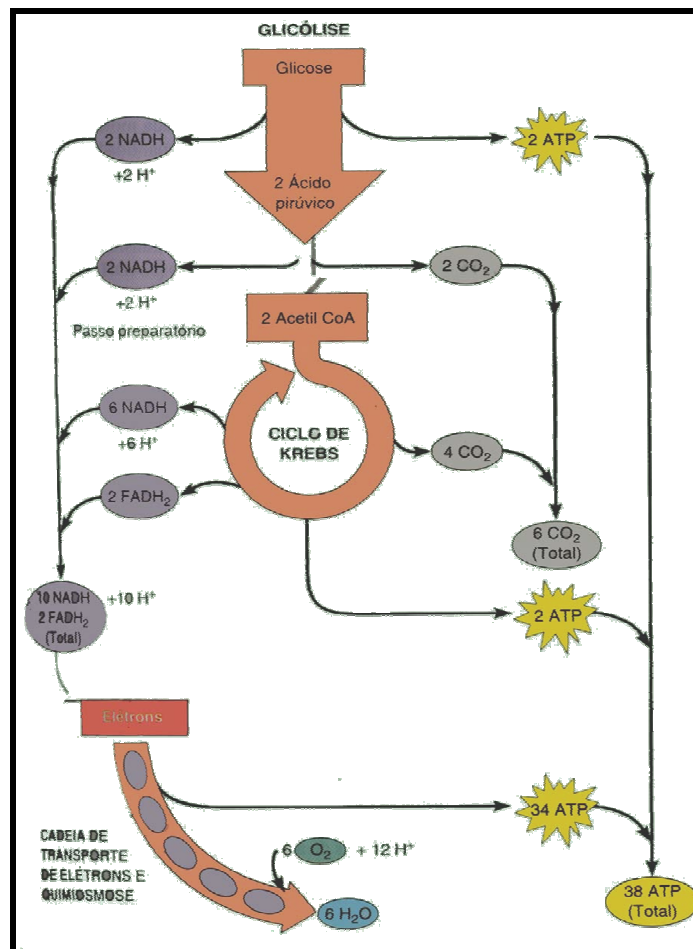 GLICÓLISE
Glicose
2 NADH
+2 H⁺
2 ATP
2 Ácido
pirúvico
2 NADH
+2 H⁺
2 CO₂
Passo preparatório
2 Acetil CoA
6 NADH
+6 H⁺
CICLO DE
KREBS
4 CO₂
2 FADH₂
6 CO₂
(Total)
10 NADH
2 FADH₂
(Total)
+10 H⁺
2 ATP
Elétrons
34 ATP
CADEIA DE
TRANSPORTE
DE ELÉTRONS E
QUIMIOSMOSE
6 O₂ + 12 H⁺
6 H₂O
38 ATP
(Total)